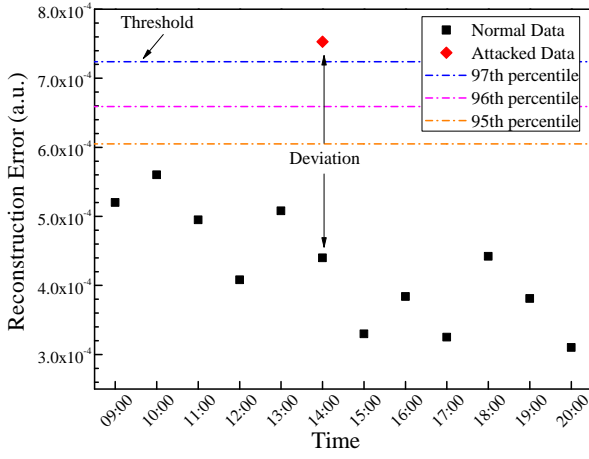 8.0x10-4
7.0x10-4
6.0x10-4
5.0x10-4
4.0x10-4
3.0x10-4
Reconstruction Error (a.u.)
Threshold
Normal Data
Attacked Data
97th percentile
96th percentile
95th percentile
Deviation
09:00
10:00
11:00
12:00
13:00
14:00
15:00
16:00
17:00
18:00
19:00
20:00
Time